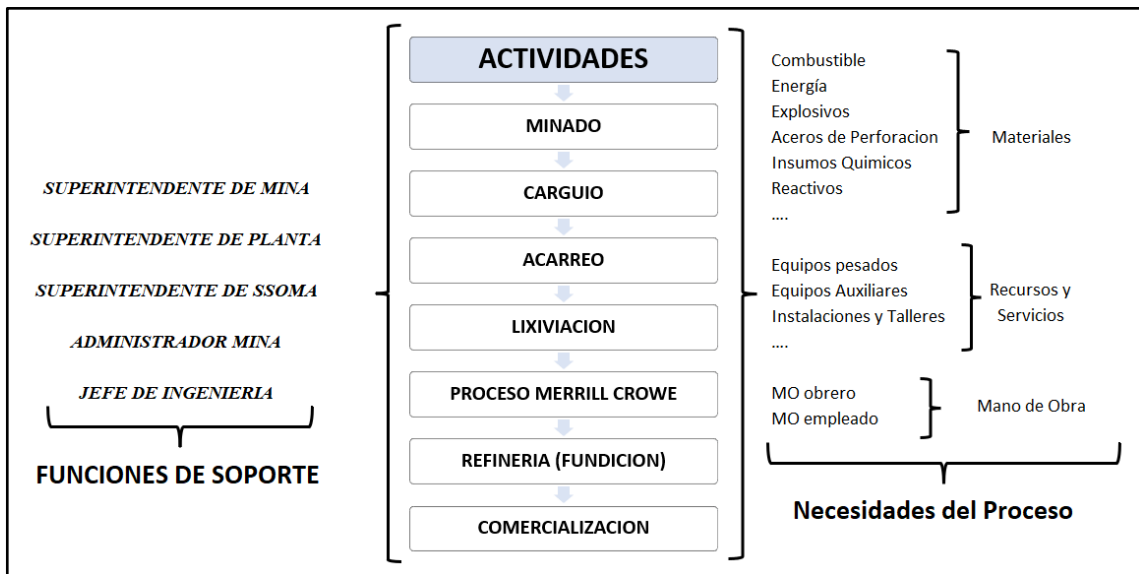 SUPERINTENDENTE DE MINA
SUPERINTENDENTE DE PLANTA
SUPERINTENDENTE DE SSOMA
ADMINISTRADOR MINA
JEFE DE INGENIERIA
FUNCIONES DE SOPORTE
ACTIVIDADES
MINADO
CARGUIO
ACARREO
LIXIVIACION
PROCESO MERRILL CROWE
REFINERIA (FUNDICION)
COMERCIALIZACION
Combustible
Energía
Explosivos
Aceros de Perforacion
Insumos Quimicos
Reactivos
....
Materiales
Equipos pesados
Equipos Auxiliares
Instalaciones y Talleres
....
Recursos y
Servicios
MO obrero
MO empleado
Mano de Obra
Necesidades del Proceso